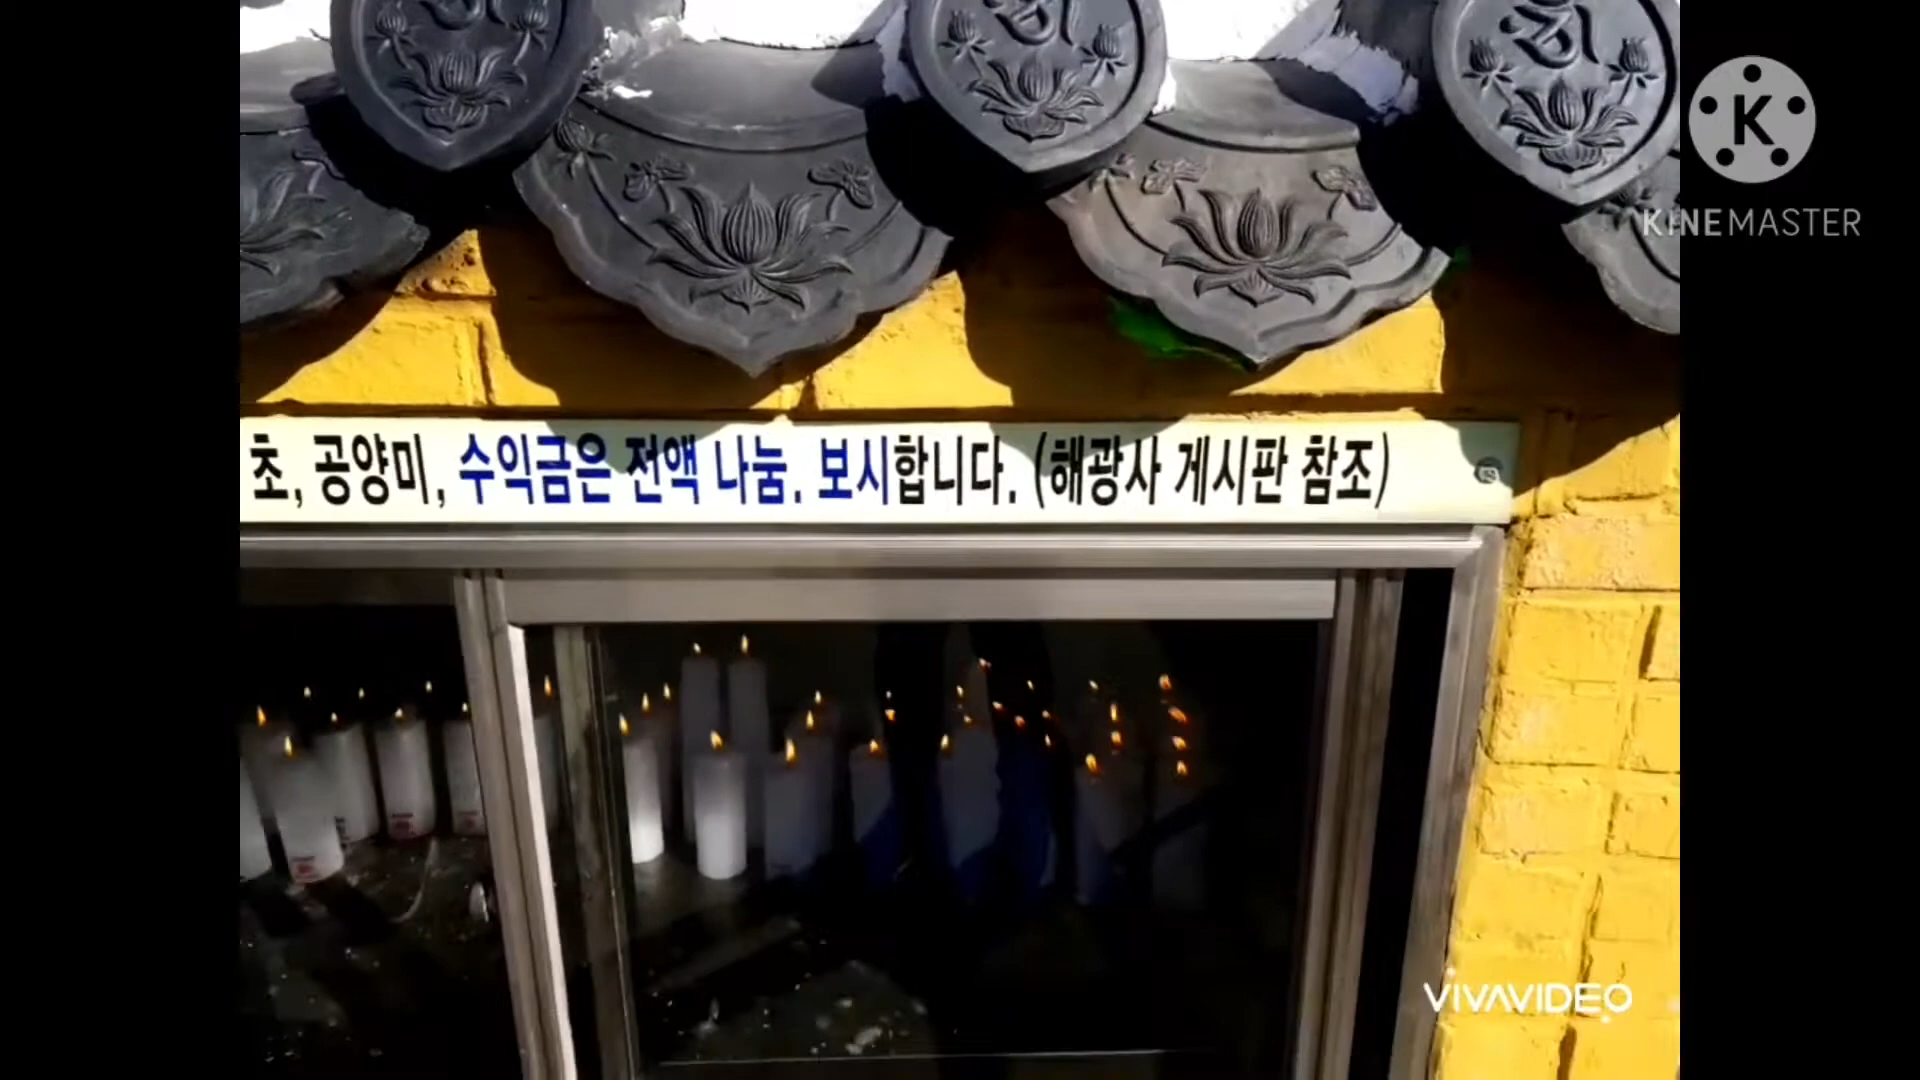 KINEMASTER
초, 공양미, 수익금은 전액 나눔. 보시합니다. (해광사 게시판 참조)
VIVAVIDEO